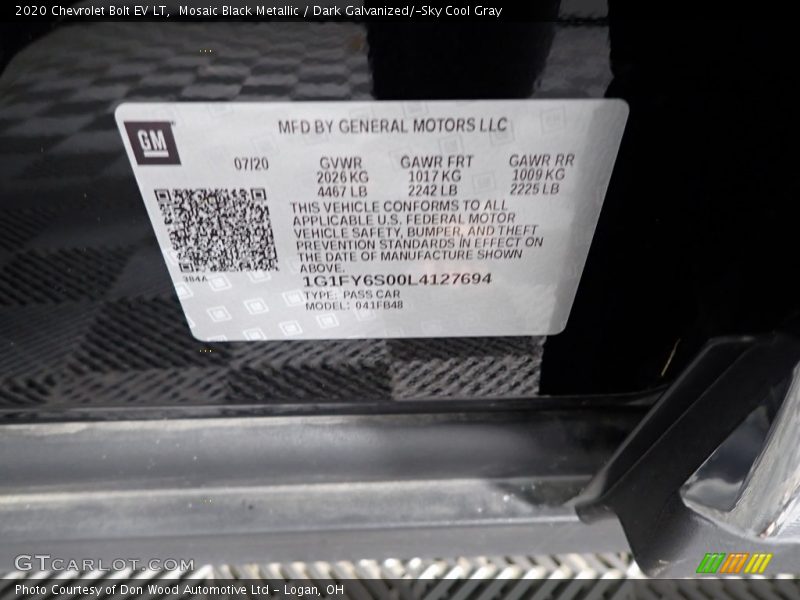 2020 Chevrolet Bolt EV LT,  Mosaic Black Metallic / Dark Galvanized/-Sky Cool Gray
GM
MFD BY GENERAL MOTORS LLC
07/20 GVWR GAWR FRT GAWR RR
2026 KG 1017 KG 1009 KG
4467 LB 2242 LB 2225 LB
THIS VEHICLE CONFORMS TO ALL
APPLICABLE U.S. FEDERAL MOTOR
VEHICLE SAFETY, BUMPER, AND THEFT
PREVENTION STANDARDS IN EFFECT ON
THE DATE OF MANUFACTURE SHOWN
ABOVE.
384A
1G1FY6S00L4127694
TYPE: PASS CAR
MODEL: 041FB48
GTCARLOT.COM
Photo Courtesy of Don Wood Automotive Ltd - Logan, OH